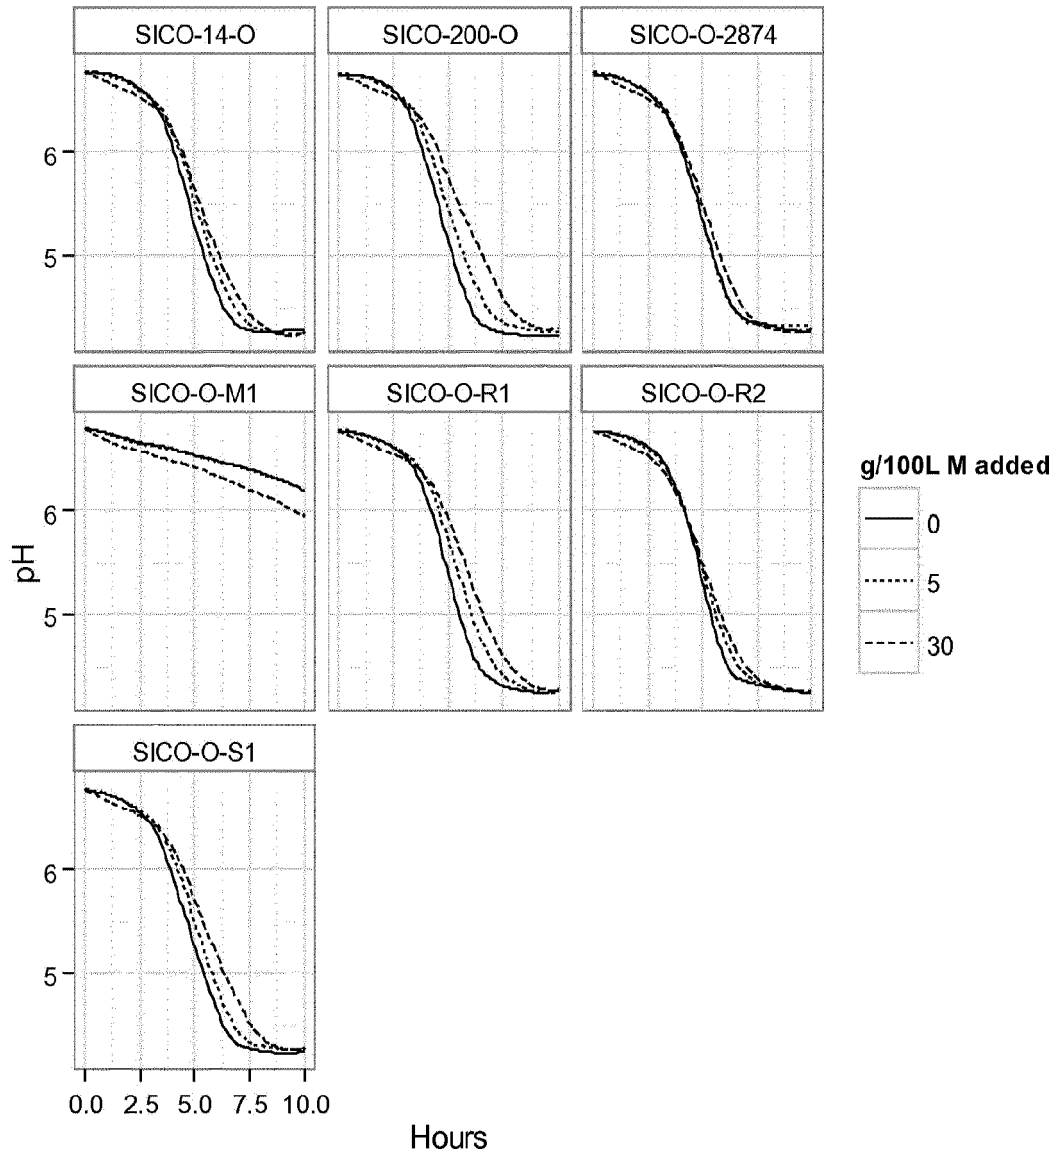 SICO-14-O SICO-200-O SICO-O-2874
6
5
SICO-O-M1 SICO-O-R1 SICO-O-R2
6
5
pH
g/100L M added
0
5
30
SICO-O-S1
6
5
0.0 2.5 5.0 7.5 10.0
Hours